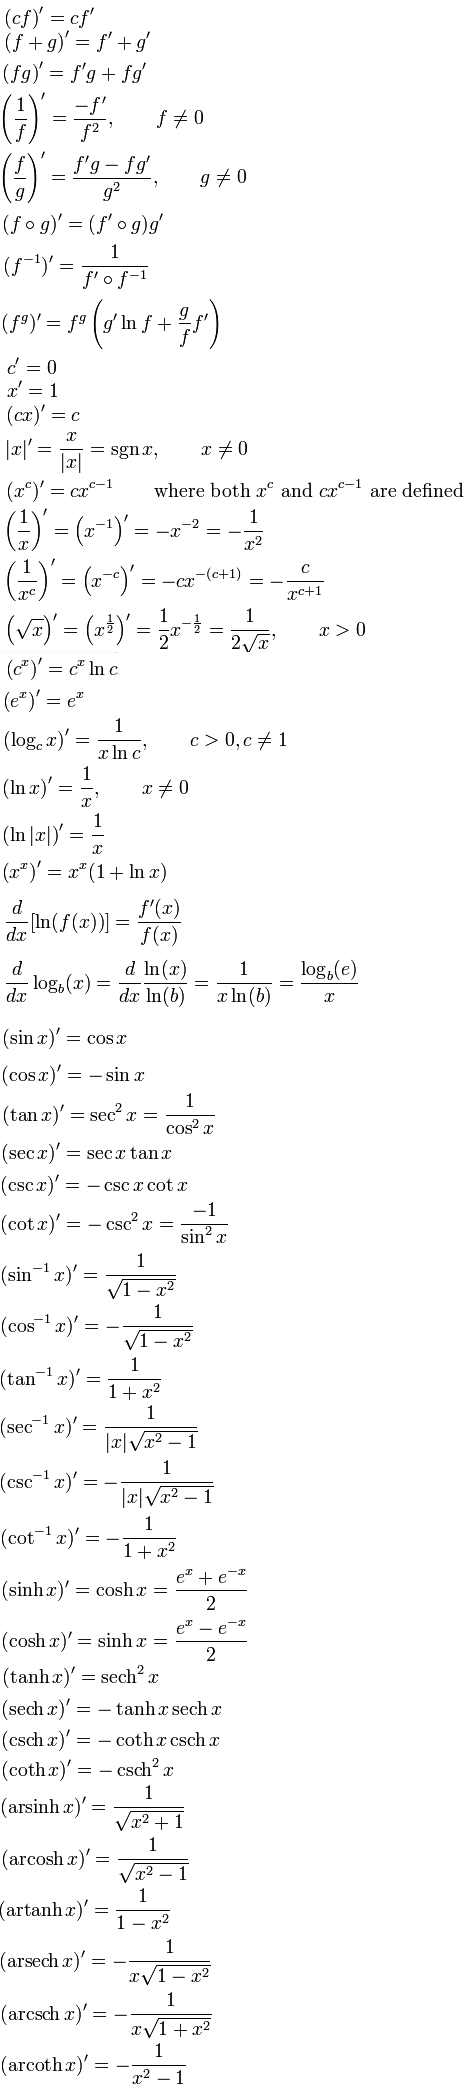 (cf)′ = cf′
(f + g)′ = f′ + g′
(fg)′ = f′g + fg′
(1/f)′ = −f′/f², f ≠ 0
(f/g)′ = (f′g − fg′)/g², g ≠ 0
(f ∘ g)′ = (f′ ∘ g)g′
(f⁻¹)′ = 1/(f′ ∘ f⁻¹)
(f^g)′ = f^g (g′ ln f + (g/f) f′)
c′ = 0
x′ = 1
(cx)′ = c
|x|′ = x/|x| = sgn x, x ≠ 0
(x^c)′ = cx^(c−1) where both x^c and cx^(c−1) are defined
(1/x)′ = (x⁻¹)′ = −x⁻² = −1/x²
(1/x^c)′ = (x^(−c))′ = −cx^(−(c+1)) = −c/x^(c+1)
(√x)′ = (x^(1/2))′ = (1/2)x^(−1/2) = 1/(2√x), x > 0
(c^x)′ = c^x ln c
(e^x)′ = e^x
(log_c x)′ = 1/(x ln c), c > 0, c ≠ 1
(ln x)′ = 1/x, x ≠ 0
(ln |x|)′ = 1/x
(x^x)′ = x^x(1 + ln x)
d/dx [ln(f(x))] = f′(x)/f(x)
d/dx log_b(x) = d/dx ln(x)/ln(b) = 1/(x ln(b)) = log_b(e)/x
(sin x)′ = cos x
(cos x)′ = − sin x
(tan x)′ = sec² x = 1/cos² x
(sec x)′ = sec x tan x
(csc x)′ = − csc x cot x
(cot x)′ = − csc² x = −1/sin² x
(sin⁻¹ x)′ = 1/√(1 − x²)
(cos⁻¹ x)′ = −1/√(1 − x²)
(tan⁻¹ x)′ = 1/(1 + x²)
(sec⁻¹ x)′ = 1/(|x|√(x² − 1))
(csc⁻¹ x)′ = −1/(|x|√(x² − 1))
(cot⁻¹ x)′ = −1/(1 + x²)
(sinh x)′ = cosh x = (e^x + e^(−x))/2
(cosh x)′ = sinh x = (e^x − e^(−x))/2
(tanh x)′ = sech² x
(sech x)′ = − tanh x sech x
(csch x)′ = − coth x csch x
(coth x)′ = − csch² x
(arsinh x)′ = 1/√(x² + 1)
(arcosh x)′ = 1/√(x² − 1)
(artanh x)′ = 1/(1 − x²)
(arsech x)′ = −1/(x√(1 − x²))
(arcsch x)′ = −1/(x√(1 + x²))
(arcoth x)′ = −1/(x² − 1)